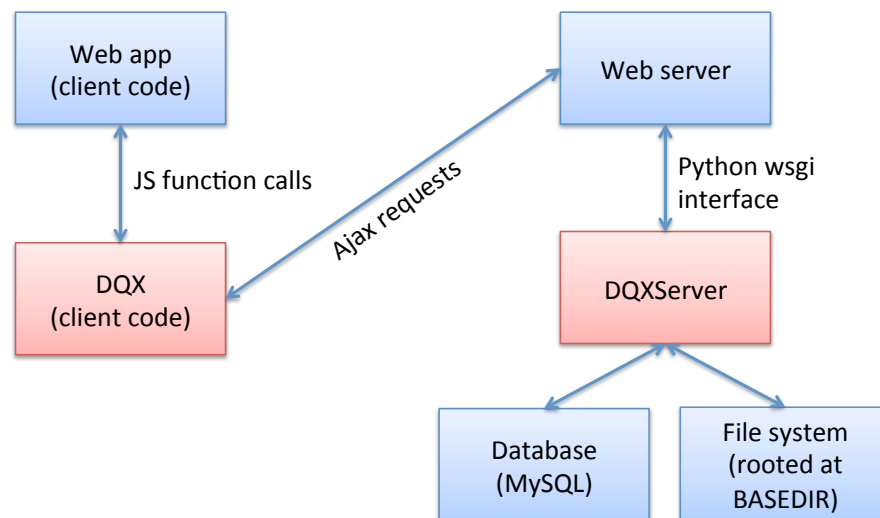 Web app
(client code)
Web server
JS function calls
Ajax requests
Python wsgi
interface
DQX
(client code)
DQXServer
Database
(MySQL)
File system
(rooted at
BASEDIR)